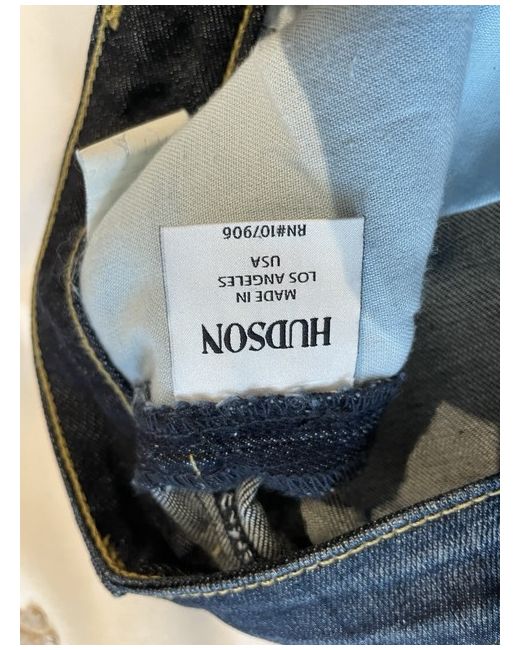 HUDSON
MADE IN
LOS ANGELES
USA
RN#107906